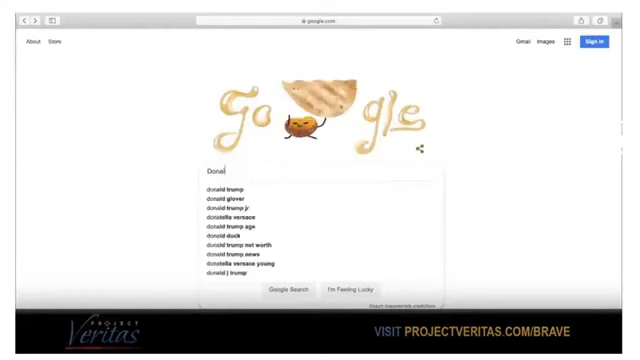 google.com
About Store
Gmail Images Sign in
Google
Donal
donald trump
donald glover
donald trump jr
donatella versace
donald trump age
donald duck
donald trump net worth
donald trump news
donatella versace young
donald j trump
Google Search I'm Feeling Lucky
Report inappropriate predictions
PROJECT
Veritas
VISIT PROJECTVERITAS.COM/BRAVE